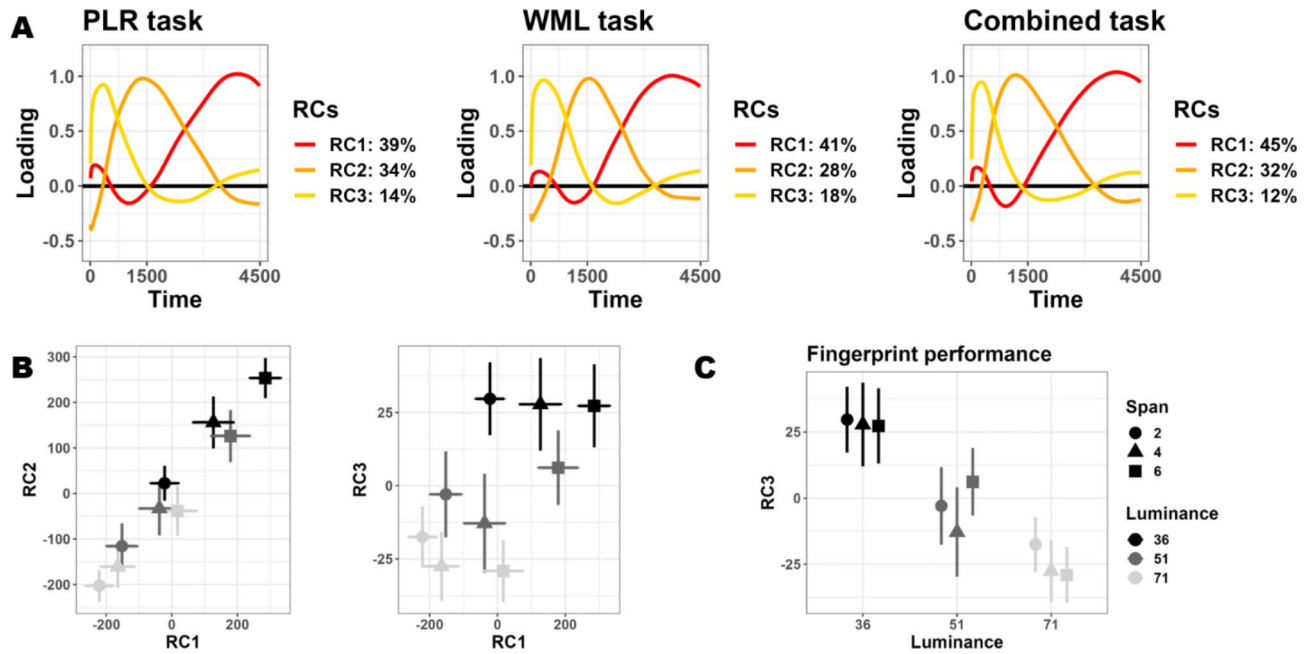 A
PLR task
WML task
Combined task
1.0
0.5
0.0
-0.5
Loading
0
1500
4500
Time
RCs
RC1: 39%
RC2: 34%
RC3: 14%
1.0
0.5
0.0
-0.5
Loading
0
1500
4500
Time
RCs
RC1: 41%
RC2: 28%
RC3: 18%
1.0
0.5
0.0
-0.5
Loading
0
1500
4500
Time
RCs
RC1: 45%
RC2: 32%
RC3: 12%
B
300
200
100
0
-100
-200
RC2
-200
0
200
RC1
25
0
-25
RC3
-200
0
200
RC1
C
Fingerprint performance
25
0
-25
RC3
36
51
71
Luminance
Span
2
4
6
Luminance
36
51
71